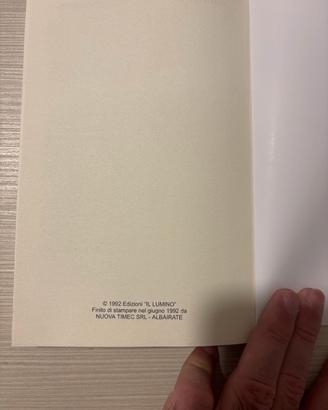 © 1992 Edizioni "IL LUMINO"
Finito di stampare nel giugno 1992 da
NUOVA TIMEC SRL - ALBAIRATE